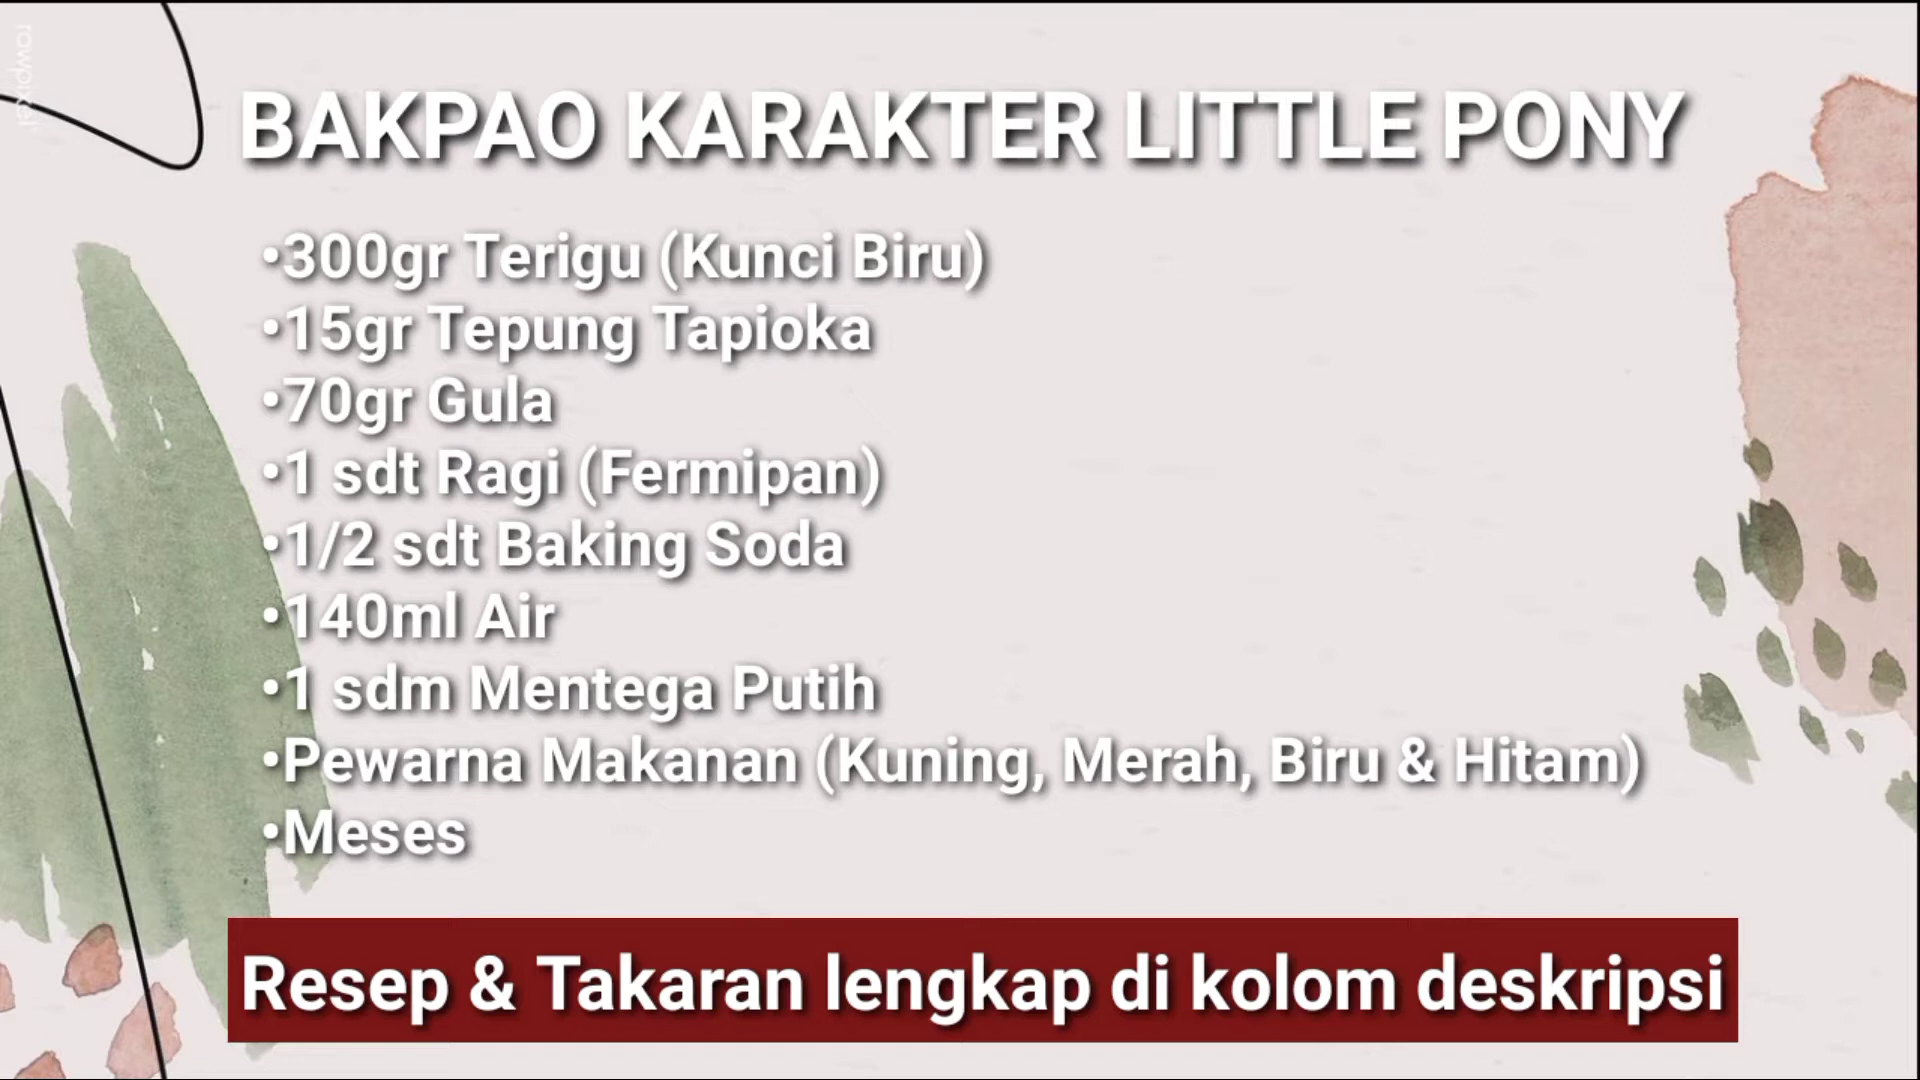 rawpixel
BAKPAO KARAKTER LITTLE PONY
•300gr Terigu (Kunci Biru)
•15gr Tepung Tapioka
•70gr Gula
•1 sdt Ragi (Fermipan)
•1/2 sdt Baking Soda
•140ml Air
•1 sdm Mentega Putih
•Pewarna Makanan (Kuning, Merah, Biru & Hitam)
•Meses
Resep & Takaran lengkap di kolom deskripsi